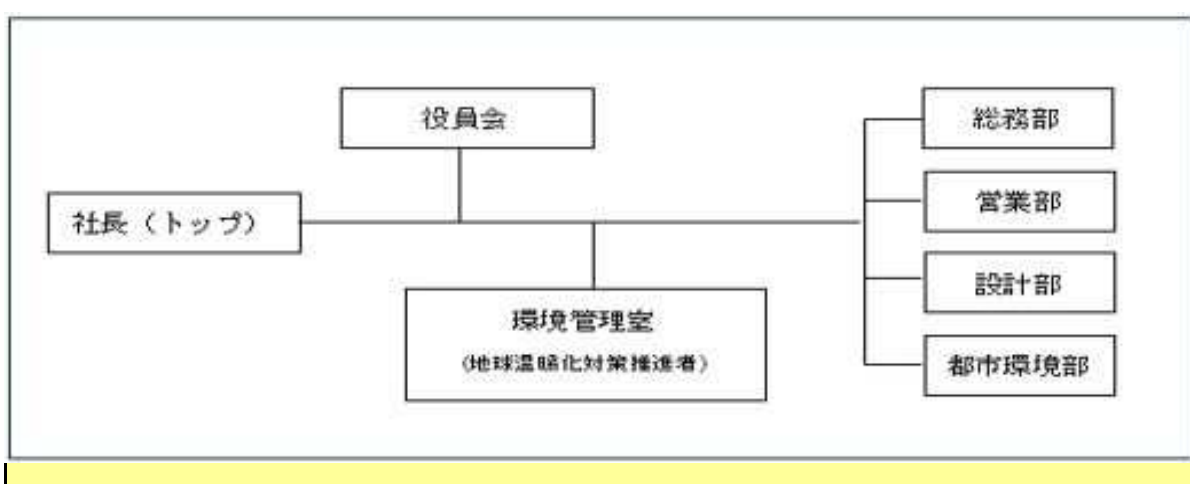 役員会
総務部
営業部
社長（トップ）
設計部
環境管理室
（地球温暖化対策推進者）
都市環境部